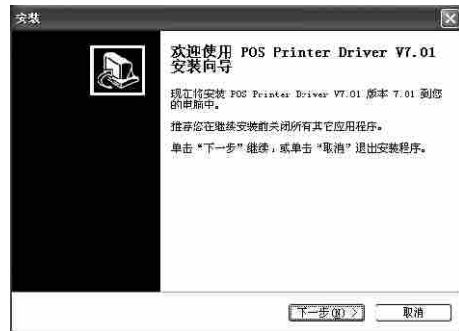 安装
欢迎使用 POS Printer Driver V7.01
安装向导
现在将安装 POS Printer Driver V7.01 版本 7.01 到您
的电脑中。
推荐您在继续安装前关闭所有其它应用程序。
单击“下一步”继续，或单击“取消”退出安装程序。
下一步(N) >
取消